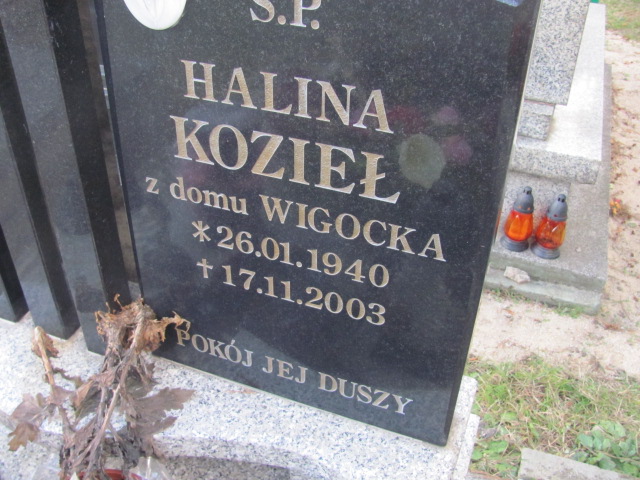 Ś.P.
HALINA
KOZIEŁ
z domu WIGOCKA
*26.01.1940
†17.11.2003
POKÓJ JEJ DUSZY